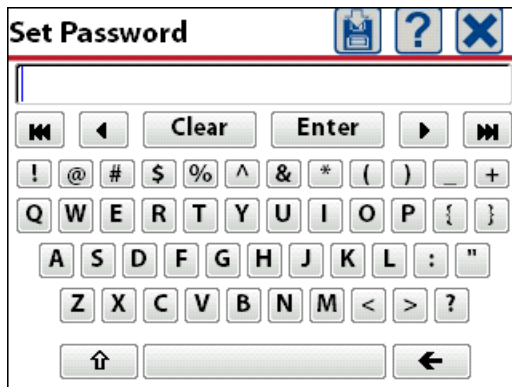 Set Password ?
Clear Enter
! @ # $ % ^ & * ( ) _ +
Q W E R T Y U I O P { }
A S D F G H J K L : "
Z X C V B N M < > ?